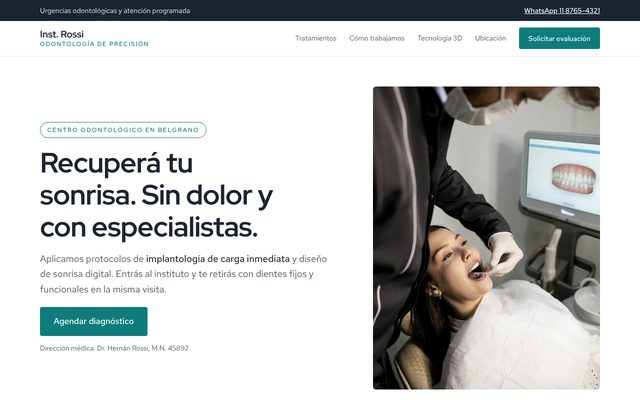 Urgencias odontológicas y atención programada
WhatsApp 11 8765-4321
Inst. Rossi
ODONTOLOGÍA DE PRECISIÓN
Tratamientos
Cómo trabajamos
Tecnología 3D
Ubicación
Solicitar evaluación
CENTRO ODONTOLÓGICO EN BELGRANO
Recuperá tu
sonrisa. Sin dolor y
con especialistas.
Aplicamos protocolos de implantología de carga inmediata y diseño
de sonrisa digital. Entrás al instituto y te retirás con dientes fijos y
funcionales en la misma visita.
Agendar diagnóstico
Dirección médica: Dr. Hernán Rossi, M.N. 45892